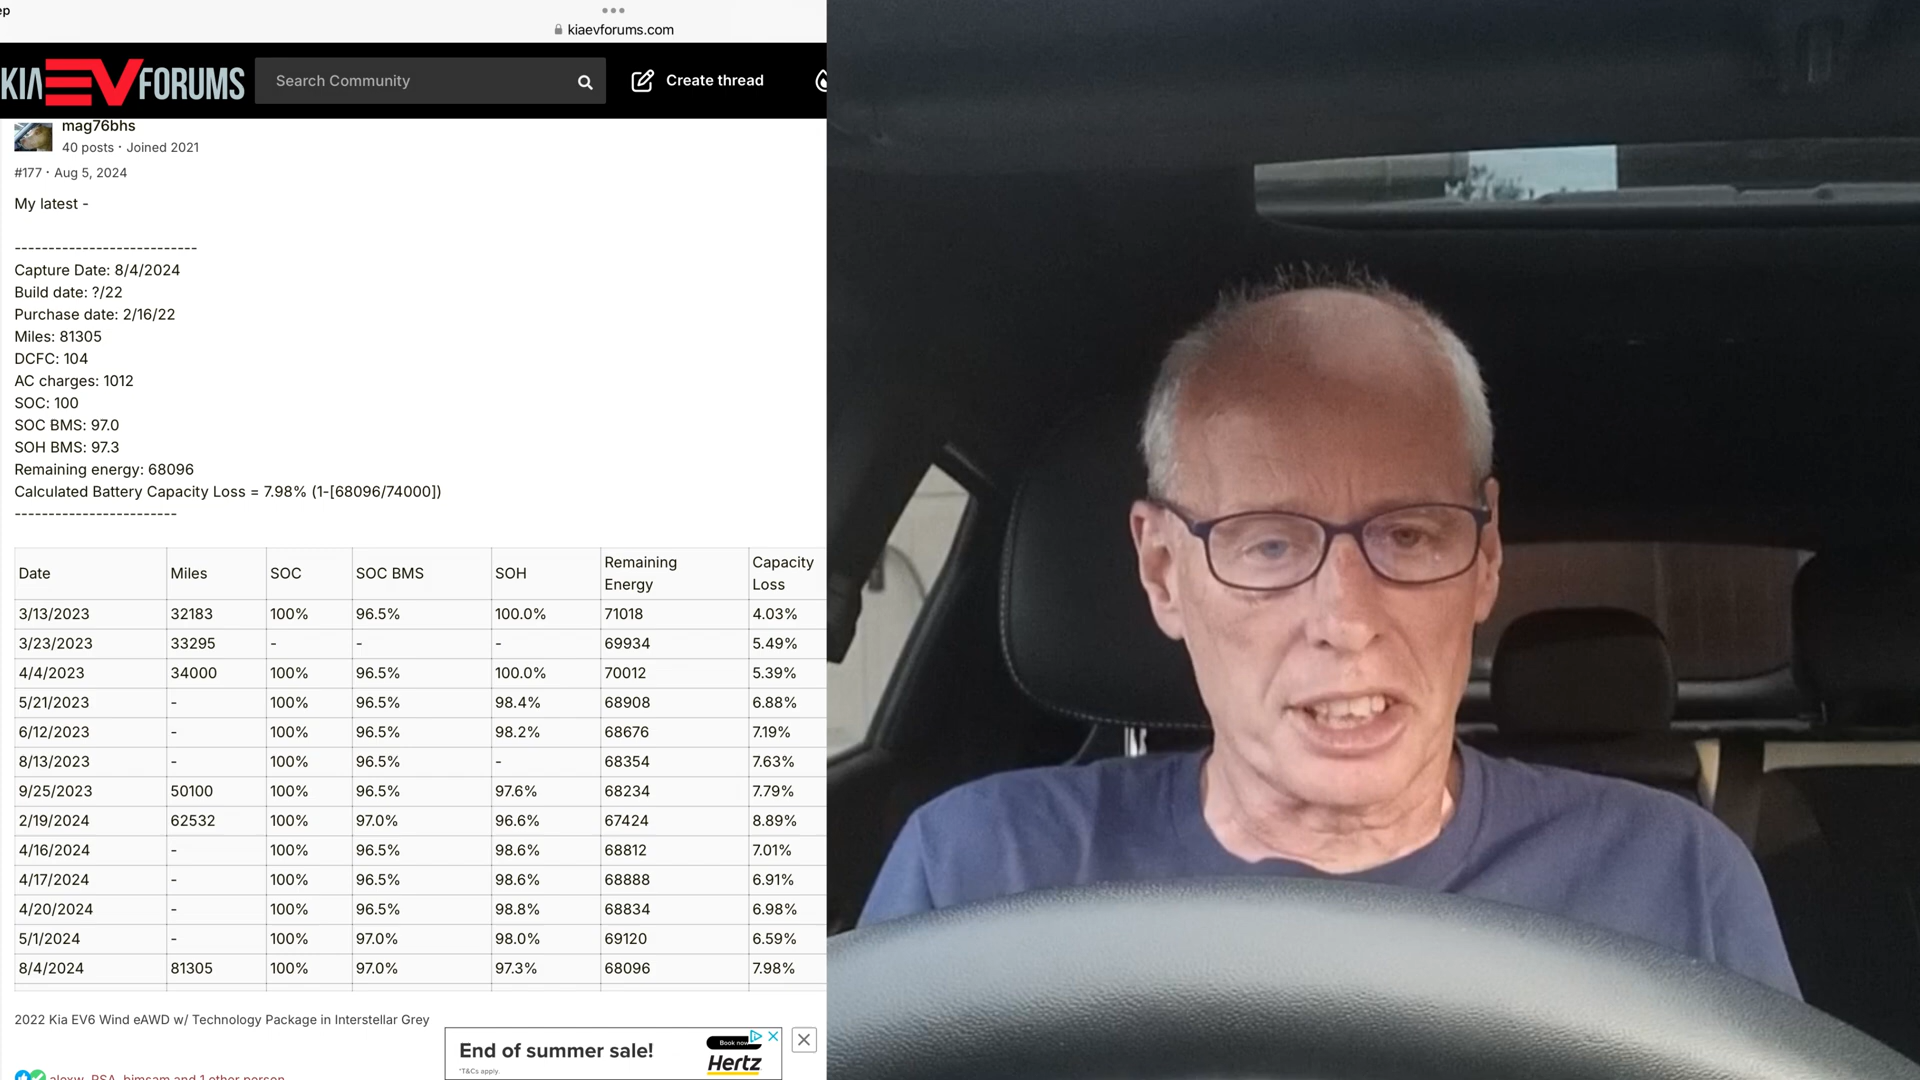 ep
kiaevforums.com
KIA EV FORUMS
Search Community
Create thread
mag76bhs
40 posts · Joined 2021
#177 · Aug 5, 2024
My latest -
---------------------------
Capture Date: 8/4/2024
Build date: ?/22
Purchase date: 2/16/22
Miles: 81305
DCFC: 104
AC charges: 1012
SOC: 100
SOC BMS: 97.0
SOH BMS: 97.3
Remaining energy: 68096
Calculated Battery Capacity Loss = 7.98% (1-[68096/74000])
------------------------
Date Miles SOC SOC BMS SOH Remaining Energy Capacity Loss
3/13/2023 32183 100% 96.5% 100.0% 71018 4.03%
3/23/2023 33295 - - - 69934 5.49%
4/4/2023 34000 100% 96.5% 100.0% 70012 5.39%
5/21/2023 - 100% 96.5% 98.4% 68908 6.88%
6/12/2023 - 100% 96.5% 98.2% 68676 7.19%
8/13/2023 - 100% 96.5% - 68354 7.63%
9/25/2023 50100 100% 96.5% 97.6% 68234 7.79%
2/19/2024 62532 100% 97.0% 96.6% 67424 8.89%
4/16/2024 - 100% 96.5% 98.6% 68812 7.01%
4/17/2024 - 100% 96.5% 98.6% 68888 6.91%
4/20/2024 - 100% 96.5% 98.8% 68834 6.98%
5/1/2024 - 100% 97.0% 98.0% 69120 6.59%
8/4/2024 81305 100% 97.0% 97.3% 68096 7.98%
2022 Kia EV6 Wind eAWD w/ Technology Package in Interstellar Grey
End of summer sale!
*T&Cs apply.
Book now
Hertz
alexw, RSA, bimsam and 1 other person